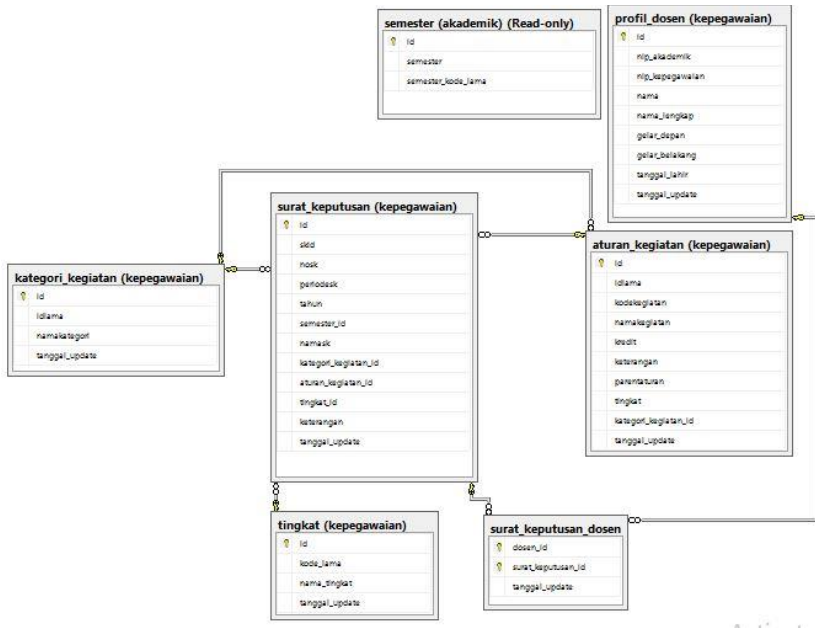 semester (akademik) (Read-only)
id
semester
semester_kode_lama
profil_dosen (kepegawaian)
id
nip_akademik
nip_kepegawaian
nama
nama_lengkap
gelar_depan
gelar_belakang
tanggal_lahir
tanggal_update
surat_keputusan (kepegawaian)
id
skid
nosk
periodesk
tahun
semester_id
namask
kategori_kegiatan_id
aturan_kegiatan_id
tingkat_id
keterangan
tanggal_update
aturan_kegiatan (kepegawaian)
id
idlama
kodekegiatan
namakegiatan
kredit
keterangan
parentaturan
tingkat
kategori_kegiatan_id
tanggal_update
kategori_kegiatan (kepegawaian)
id
idlama
namakategori
tanggal_update
tingkat (kepegawaian)
id
kode_lama
nama_tingkat
tanggal_update
surat_keputusan_dosen
dosen_id
surat_keputusan_id
tanggal_update